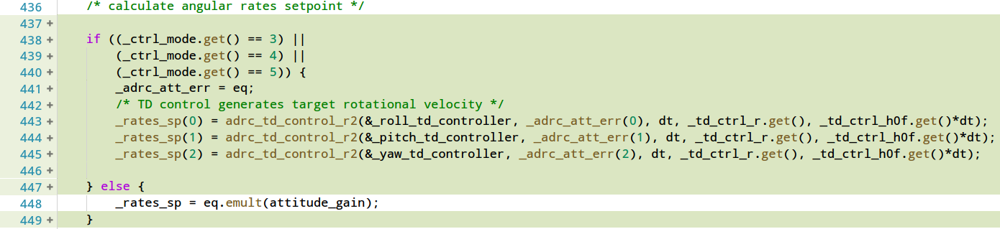 436 /* calculate angular rates setpoint */
437 +
438 + if ((_ctrl_mode.get() == 3) ||
439 + (_ctrl_mode.get() == 4) ||
440 + (_ctrl_mode.get() == 5)) {
441 + _adrc_att_err = eq;
442 + /* TD control generates target rotational velocity */
443 + _rates_sp(0) = adrc_td_control_r2(&_roll_td_controller, _adrc_att_err(0), dt, _td_ctrl_r.get(), _td_ctrl_h0f.get()*dt);
444 + _rates_sp(1) = adrc_td_control_r2(&_pitch_td_controller, _adrc_att_err(1), dt, _td_ctrl_r.get(), _td_ctrl_h0f.get()*dt);
445 + _rates_sp(2) = adrc_td_control_r2(&_yaw_td_controller, _adrc_att_err(2), dt, _td_ctrl_r.get(), _td_ctrl_h0f.get()*dt);
446 +
447 + } else {
448 _rates_sp = eq.emult(attitude_gain);
449 + }